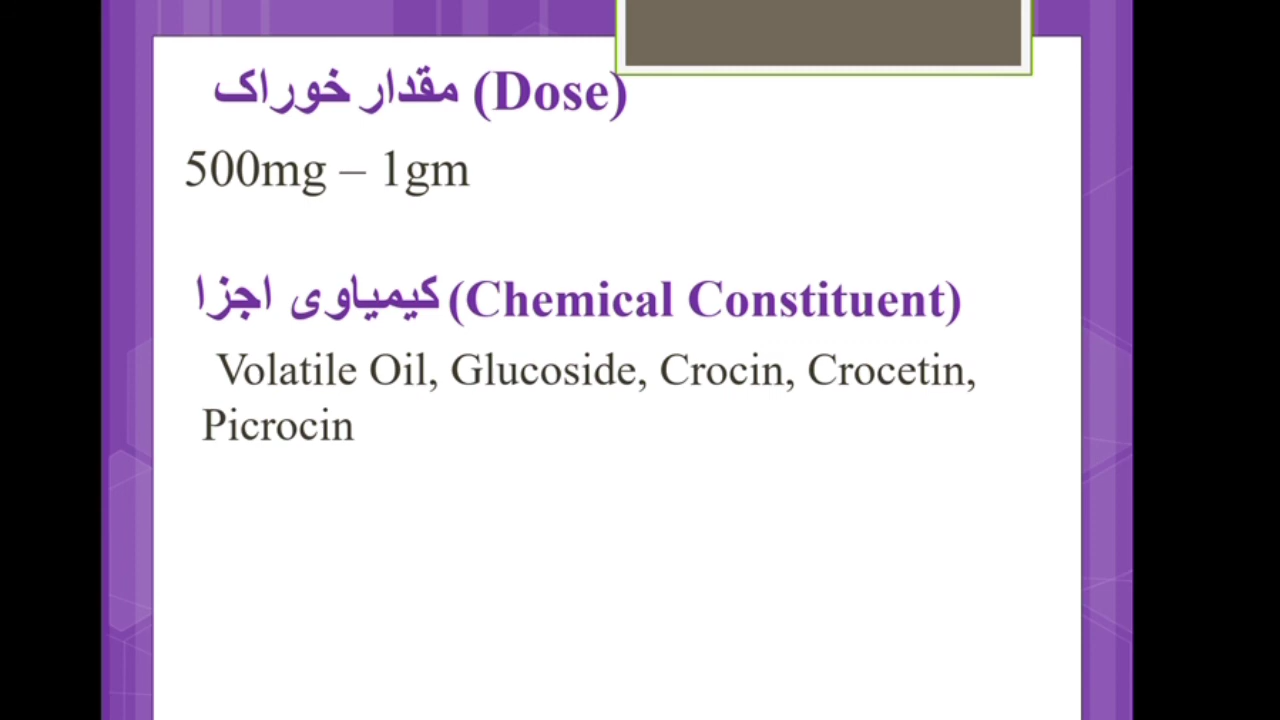 مقدار خوراک (Dose)
500mg – 1gm
کیمیاوی اجزا (Chemical Constituent)
Volatile Oil, Glucoside, Crocin, Crocetin,
Picrocin